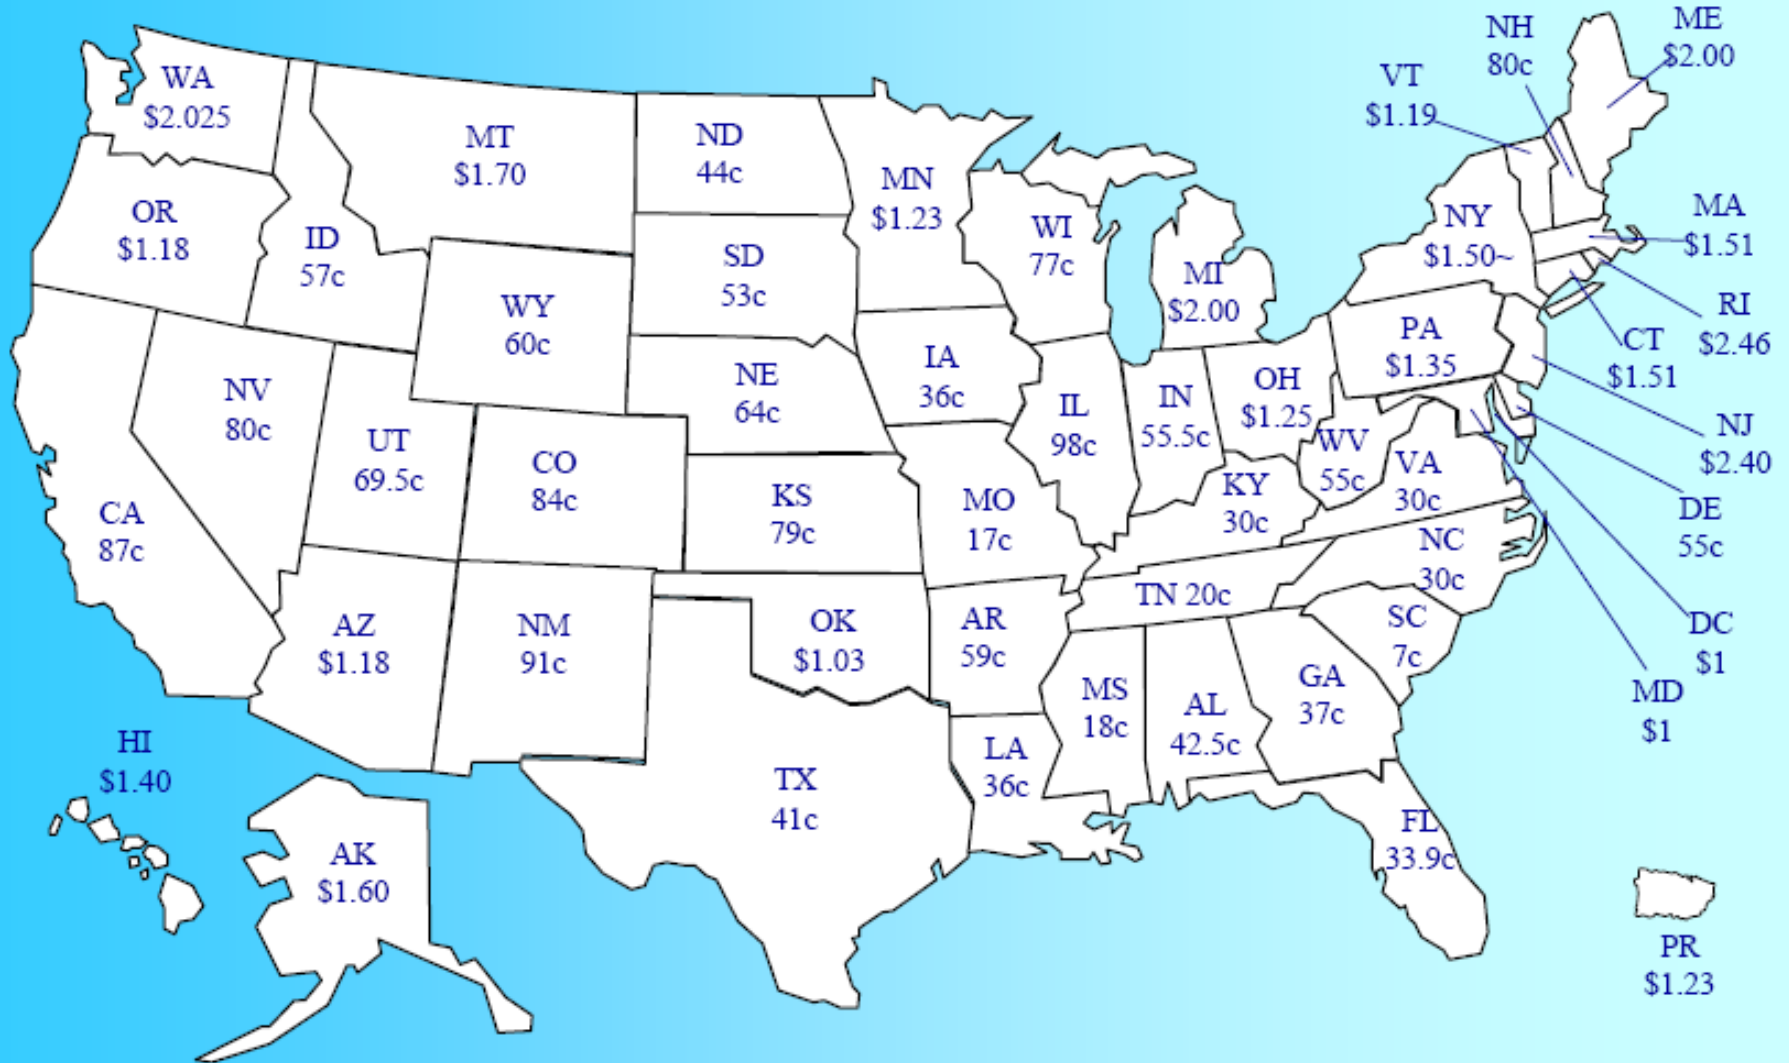 WA
$2.025
OR
$1.18
CA
87c
ID
57c
NV
80c
MT
$1.70
WY
60c
UT
69.5c
CO
84c
AZ
$1.18
NM
91c
ND
44c
SD
53c
NE
64c
KS
79c
OK
$1.03
TX
41c
MN
$1.23
IA
36c
MO
17c
AR
59c
LA
36c
WI
77c
IL
98c
MI
$2.00
IN
55.5c
OH
$1.25
KY
30c
TN 20c
MS
18c
AL
42.5c
GA
37c
FL
33.9c
SC
7c
NC
30c
VA
30c
WV
55c
PA
$1.35
NY
$1.50~
VT
$1.19
NH
80c
ME
$2.00
MA
$1.51
RI
$2.46
CT
$1.51
NJ
$2.40
DE
55c
DC
$1
MD
$1
HI
$1.40
AK
$1.60
PR
$1.23